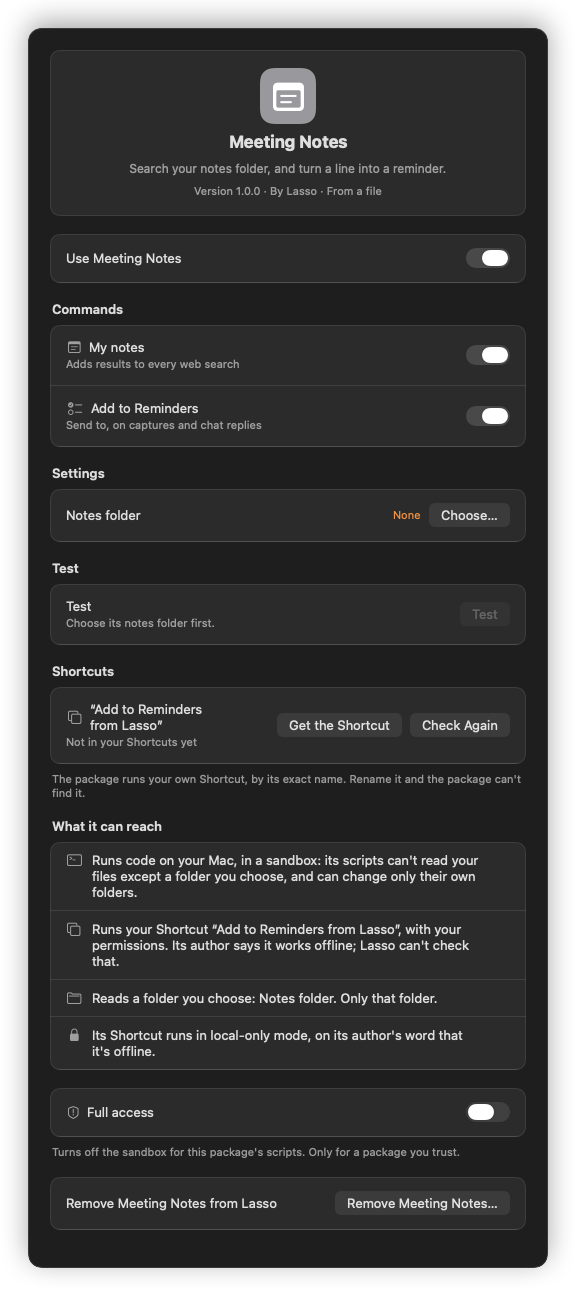 Meeting Notes
Search your notes folder, and turn a line into a reminder.
Version 1.0.0 · By Lasso · From a file
Use Meeting Notes
Commands
My notes
Adds results to every web search
Add to Reminders
Send to, on captures and chat replies
Settings
Notes folder
None
Choose...
Test
Test
Choose its notes folder first.
Test
Shortcuts
“Add to Reminders
from Lasso”
Not in your Shortcuts yet
Get the Shortcut
Check Again
The package runs your own Shortcut, by its exact name. Rename it and the package can't
find it.
What it can reach
Runs code on your Mac, in a sandbox: its scripts can't read your
files except a folder you choose, and can change only their own
folders.
Runs your Shortcut “Add to Reminders from Lasso”, with your
permissions. Its author says it works offline; Lasso can't check
that.
Reads a folder you choose: Notes folder. Only that folder.
Its Shortcut runs in local-only mode, on its author's word that
it's offline.
Full access
Turns off the sandbox for this package's scripts. Only for a package you trust.
Remove Meeting Notes from Lasso
Remove Meeting Notes...